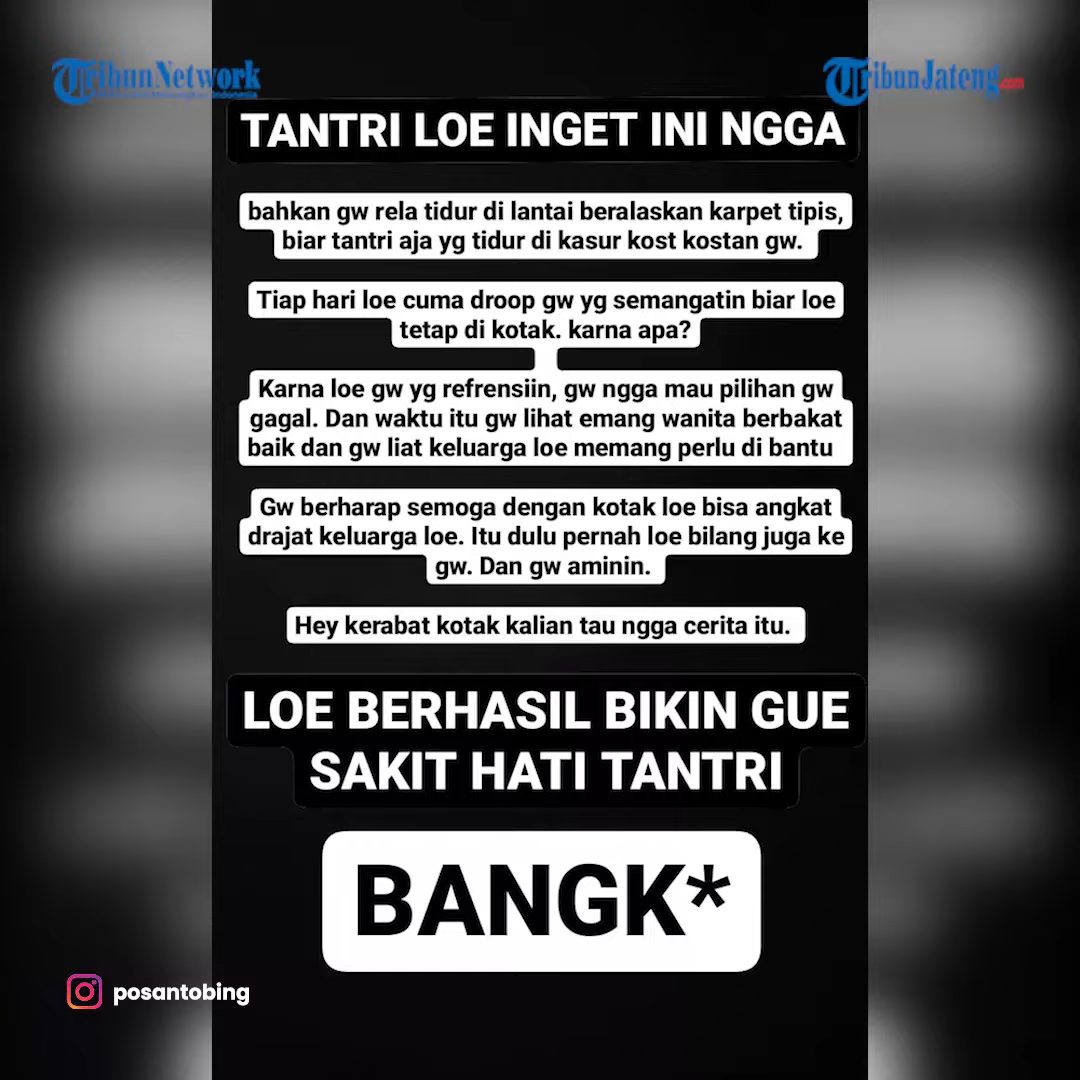 Tribun Network
TribunJateng.com
TANTRI LOE INGET INI NGGA
bahkan gw rela tidur di lantai beralaskan karpet tipis,
biar tantri aja yg tidur di kasur kost kostan gw.
Tiap hari loe cuma droop gw yg semangatin biar loe
tetap di kotak. karna apa?
Karna loe gw yg refrensiin, gw ngga mau pilihan gw
gagal. Dan waktu itu gw lihat emang wanita berbakat
baik dan gw liat keluarga loe memang perlu di bantu
Gw berharap semoga dengan kotak loe bisa angkat
drajat keluarga loe. Itu dulu pernah loe bilang juga ke
gw. Dan gw aminin.
Hey kerabat kotak kalian tau ngga cerita itu.
LOE BERHASIL BIKIN GUE
SAKIT HATI TANTRI
BANGK*
posantobing